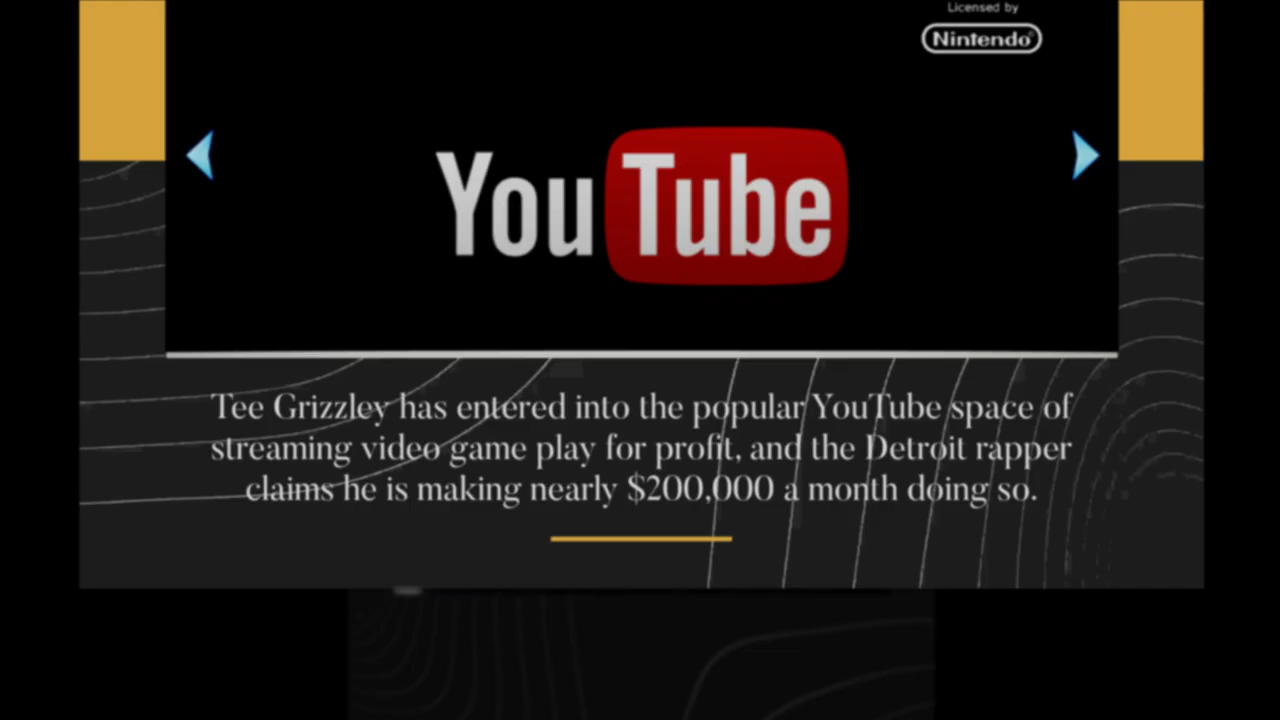 Licensed by
Nintendo
YouTube
Tee Grizzley has entered into the popular YouTube space of
streaming video game play for profit, and the Detroit rapper
claims he is making nearly $200,000 a month doing so.